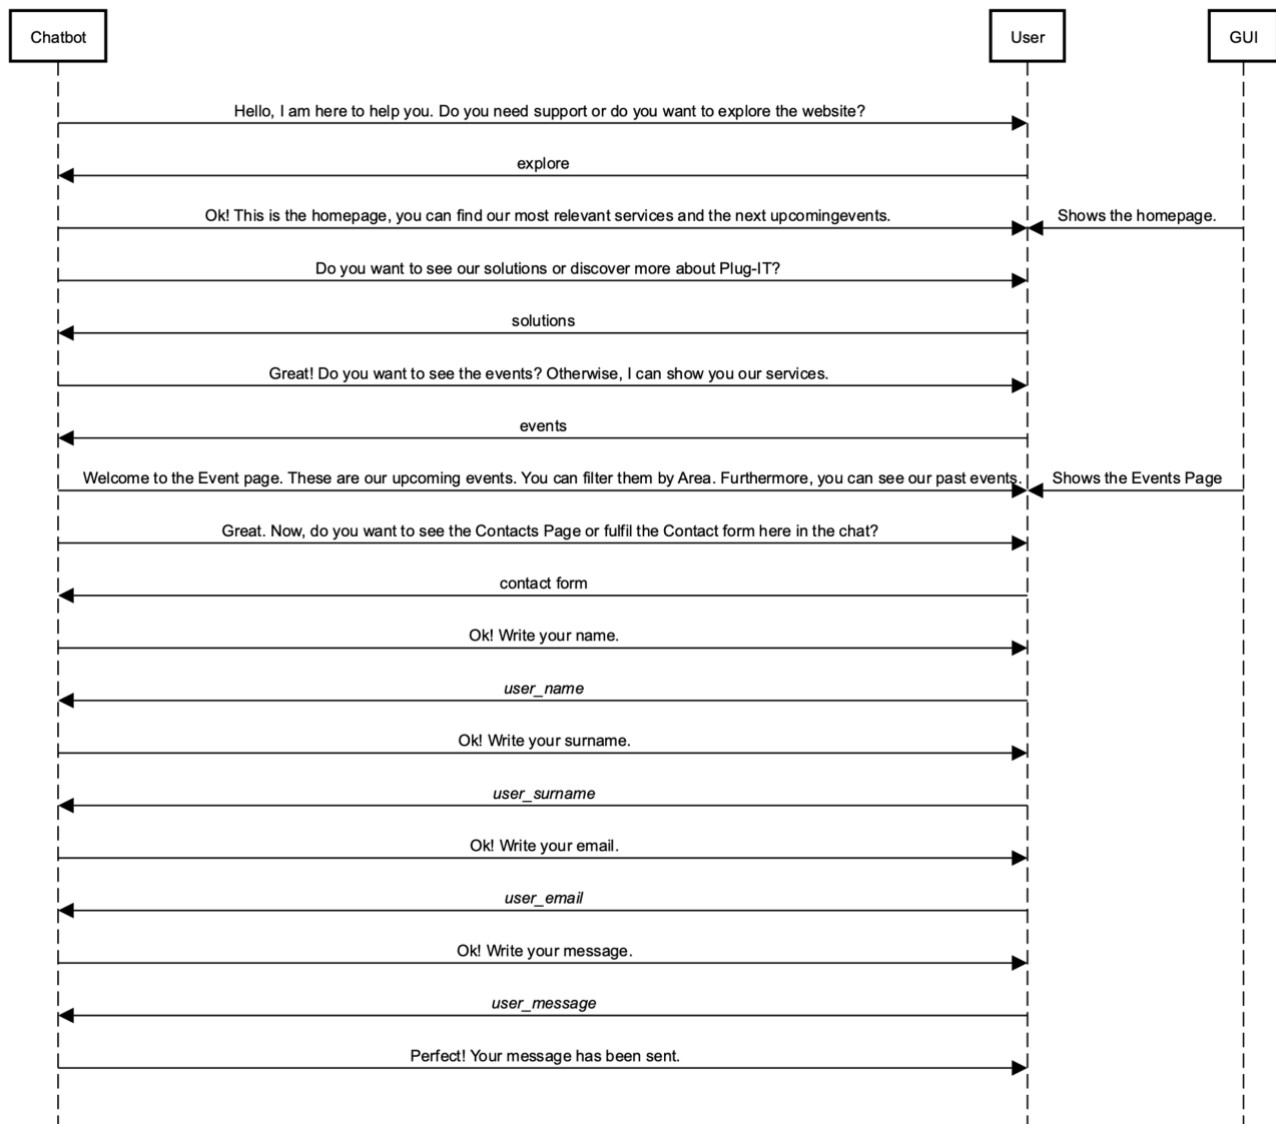 Chatbot
User
GUI
Hello, I am here to help you. Do you need support or do you want to explore the website?
explore
Ok! This is the homepage, you can find our most relevant services and the next upcomingevents.
Shows the homepage.
Do you want to see our solutions or discover more about Plug-IT?
solutions
Great! Do you want to see the events? Otherwise, I can show you our services.
events
Welcome to the Event page. These are our upcoming events. You can filter them by Area. Furthermore, you can see our past events.
Shows the Events Page
Great. Now, do you want to see the Contacts Page or fulfil the Contact form here in the chat?
contact form
Ok! Write your name.
user_name
Ok! Write your surname.
user_surname
Ok! Write your email.
user_email
Ok! Write your message.
user_message
Perfect! Your message has been sent.